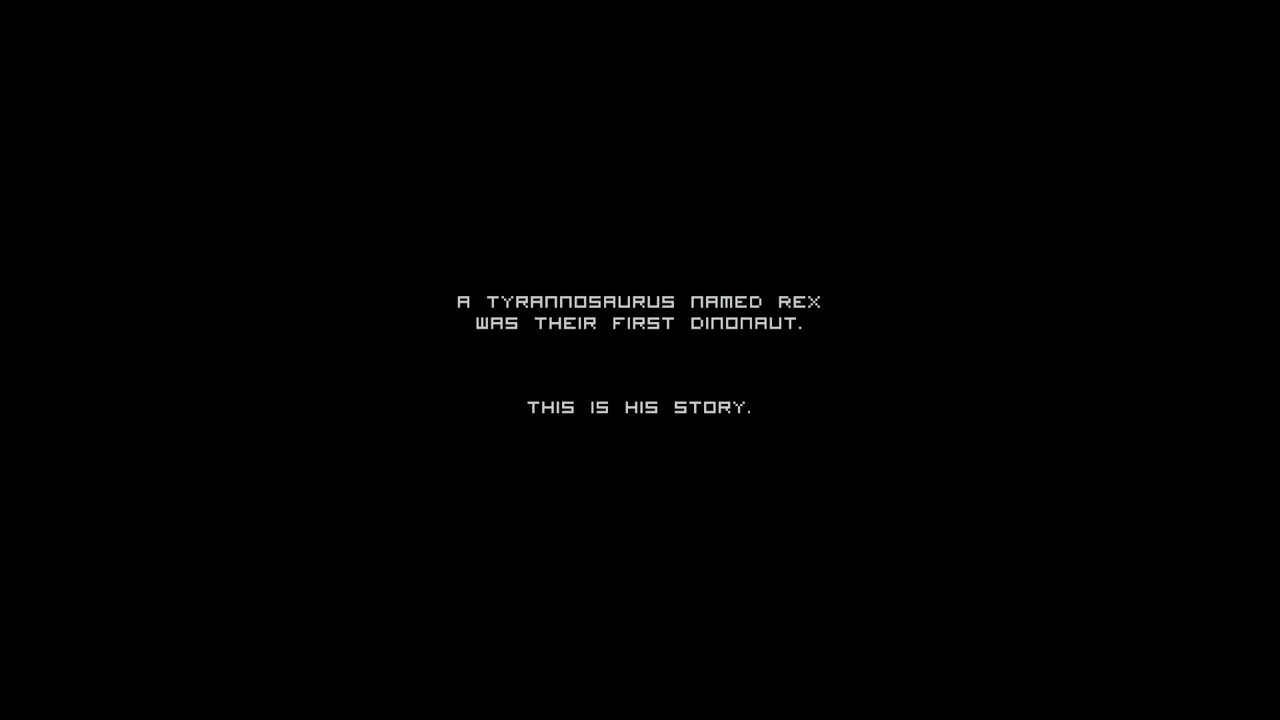 A TYRANNOSAURUS NAMED REX
WAS THEIR FIRST DINONAUT.
THIS IS HIS STORY.